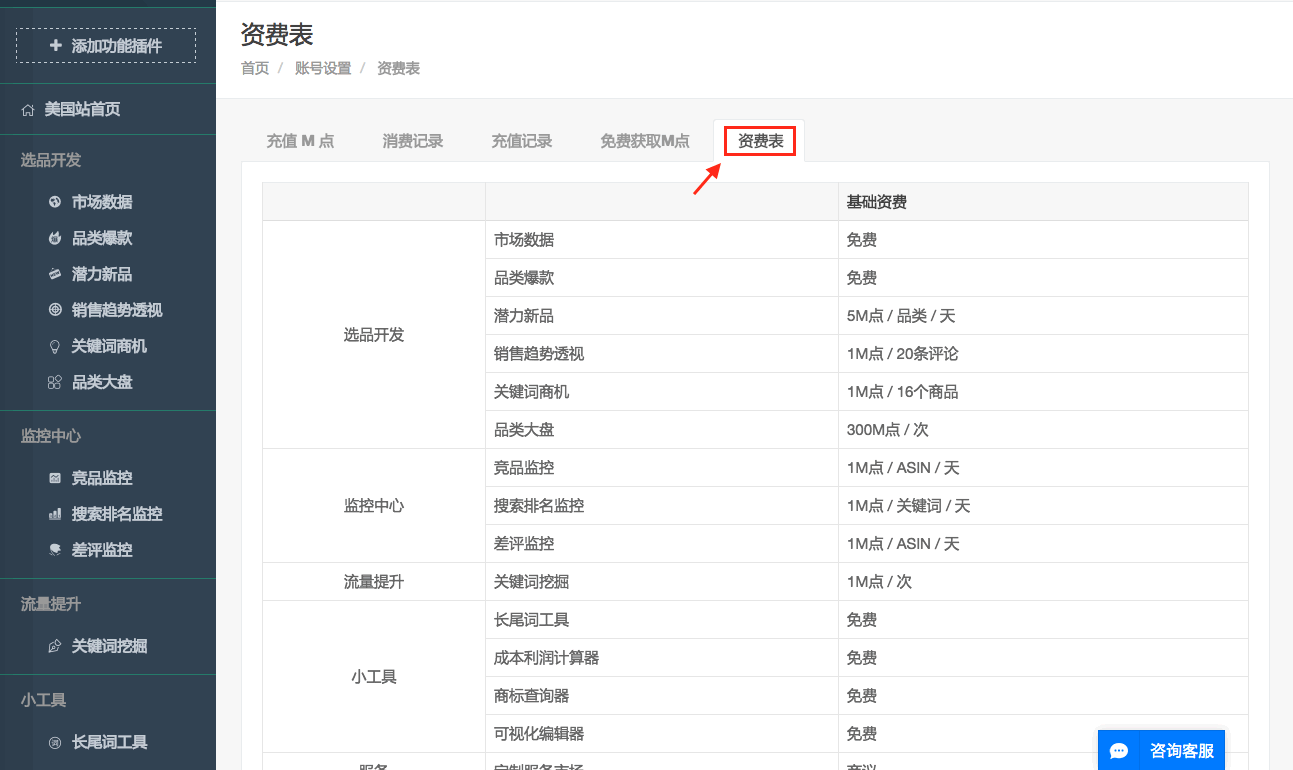 添加功能插件
美国站首页
选品开发
市场数据
品类爆款
潜力新品
销售趋势透视
关键词商机
品类大盘
监控中心
竞品监控
搜索排名监控
差评监控
流量提升
关键词挖掘
小工具
长尾词工具
资费表
首页 / 账号设置 / 资费表
充值 M 点 消费记录 充值记录 免费获取M点 资费表
基础资费
选品开发
市场数据 免费
品类爆款 免费
潜力新品 5M点 / 品类 / 天
销售趋势透视 1M点 / 20条评论
关键词商机 1M点 / 16个商品
品类大盘 300M点 / 次
监控中心
竞品监控 1M点 / ASIN / 天
搜索排名监控 1M点 / 关键词 / 天
差评监控 1M点 / ASIN / 天
流量提升 关键词挖掘 1M点 / 次
小工具
长尾词工具 免费
成本利润计算器 免费
商标查询器 免费
可视化编辑器 免费
咨询客服